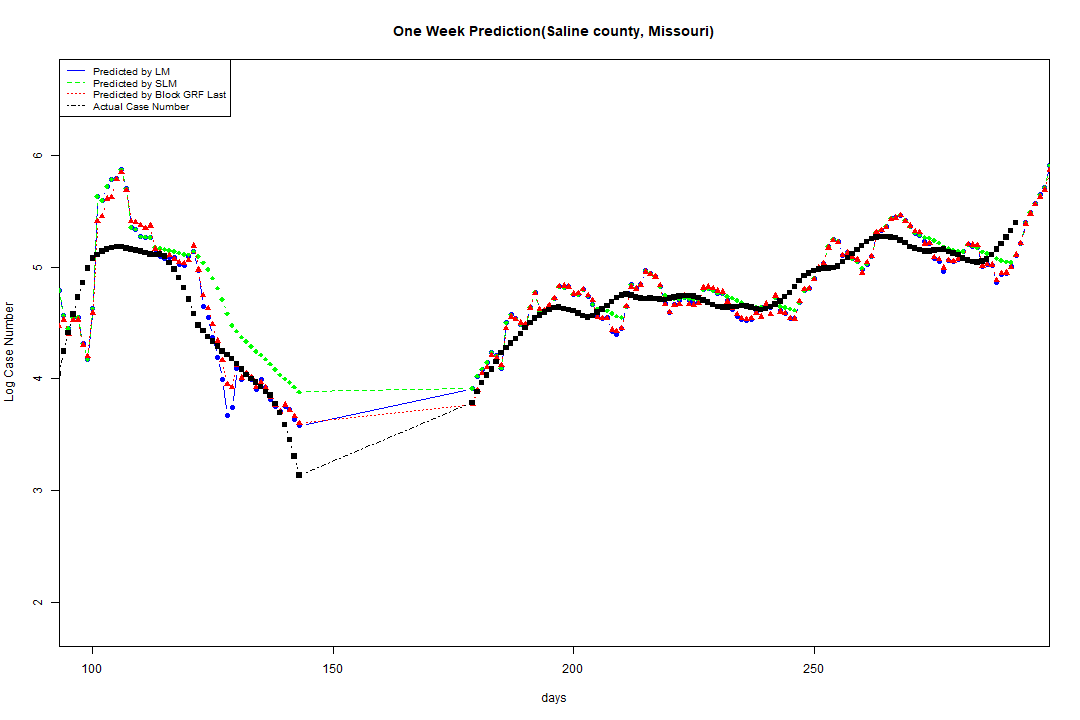 One Week Prediction(Saline county, Missouri)
Predicted by LM
Predicted by SLM
Predicted by Block GRF Last
Actual Case Number
6
5
4
3
2
Log Case Number
100
150
200
250
days